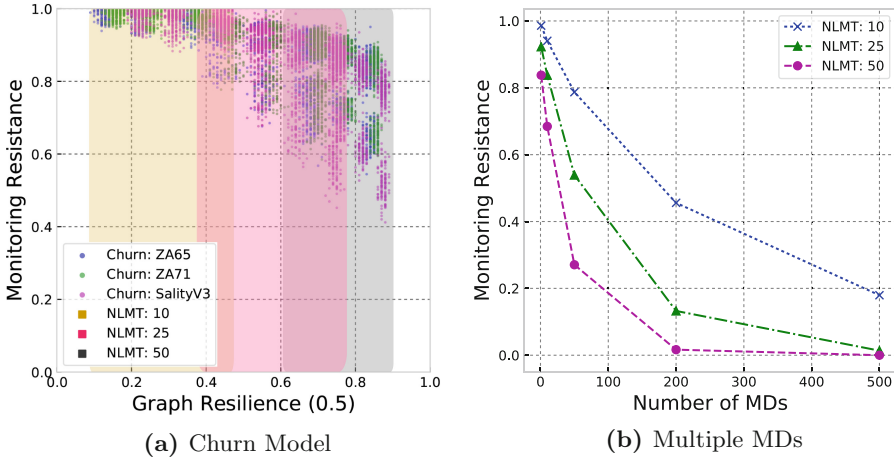 Monitoring Resistance
1.0
0.8
0.6
0.4
0.2
0.0
Churn: ZA65
Churn: ZA71
Churn: SalityV3
NLMT: 10
NLMT: 25
NLMT: 50
0.0 0.2 0.4 0.6 0.8 1.0
Graph Resilience (0.5)
(a) Churn Model
Monitoring Resistance
1.0
0.8
0.6
0.4
0.2
0.0
NLMT: 10
NLMT: 25
NLMT: 50
0 100 200 300 400 500
Number of MDs
(b) Multiple MDs